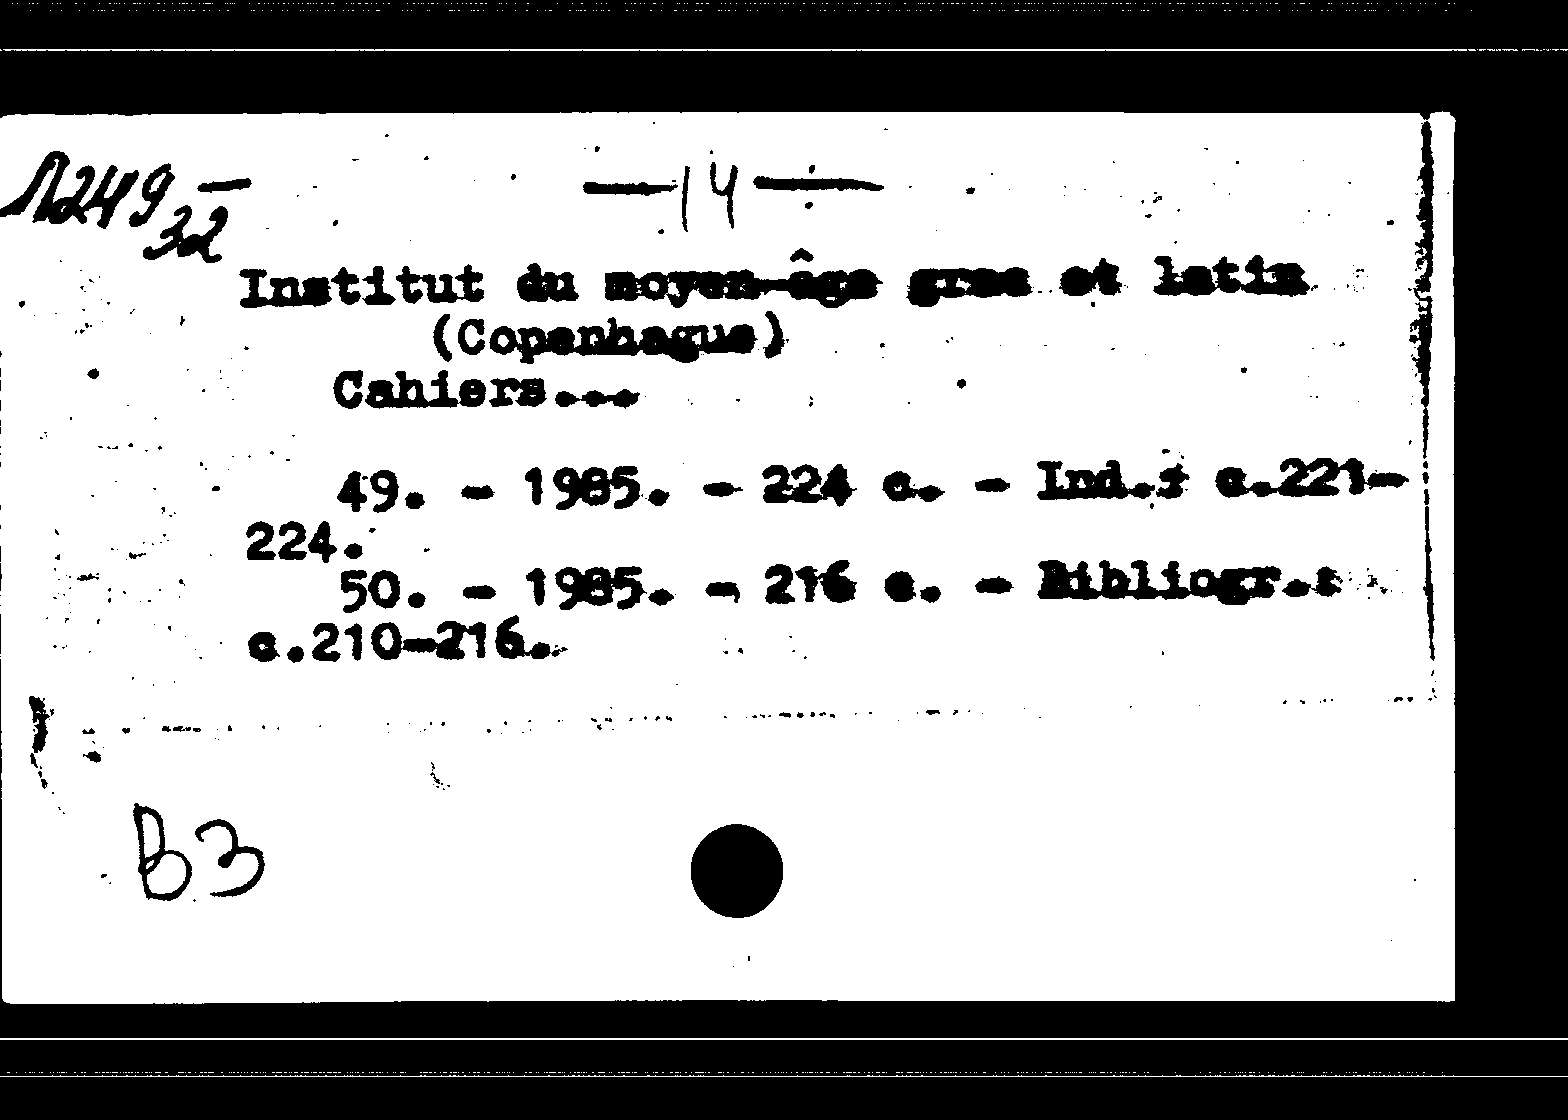 Л249 —
32
— 14 —
Institut du moyen-âge grec et latin
(Copenhague)
Cahiers...
49. - 1985. - 224 с. - Ind.: с.221-
224.
50. - 1985. - 216 с. - Bibliogr.:
с.210-216.
В3